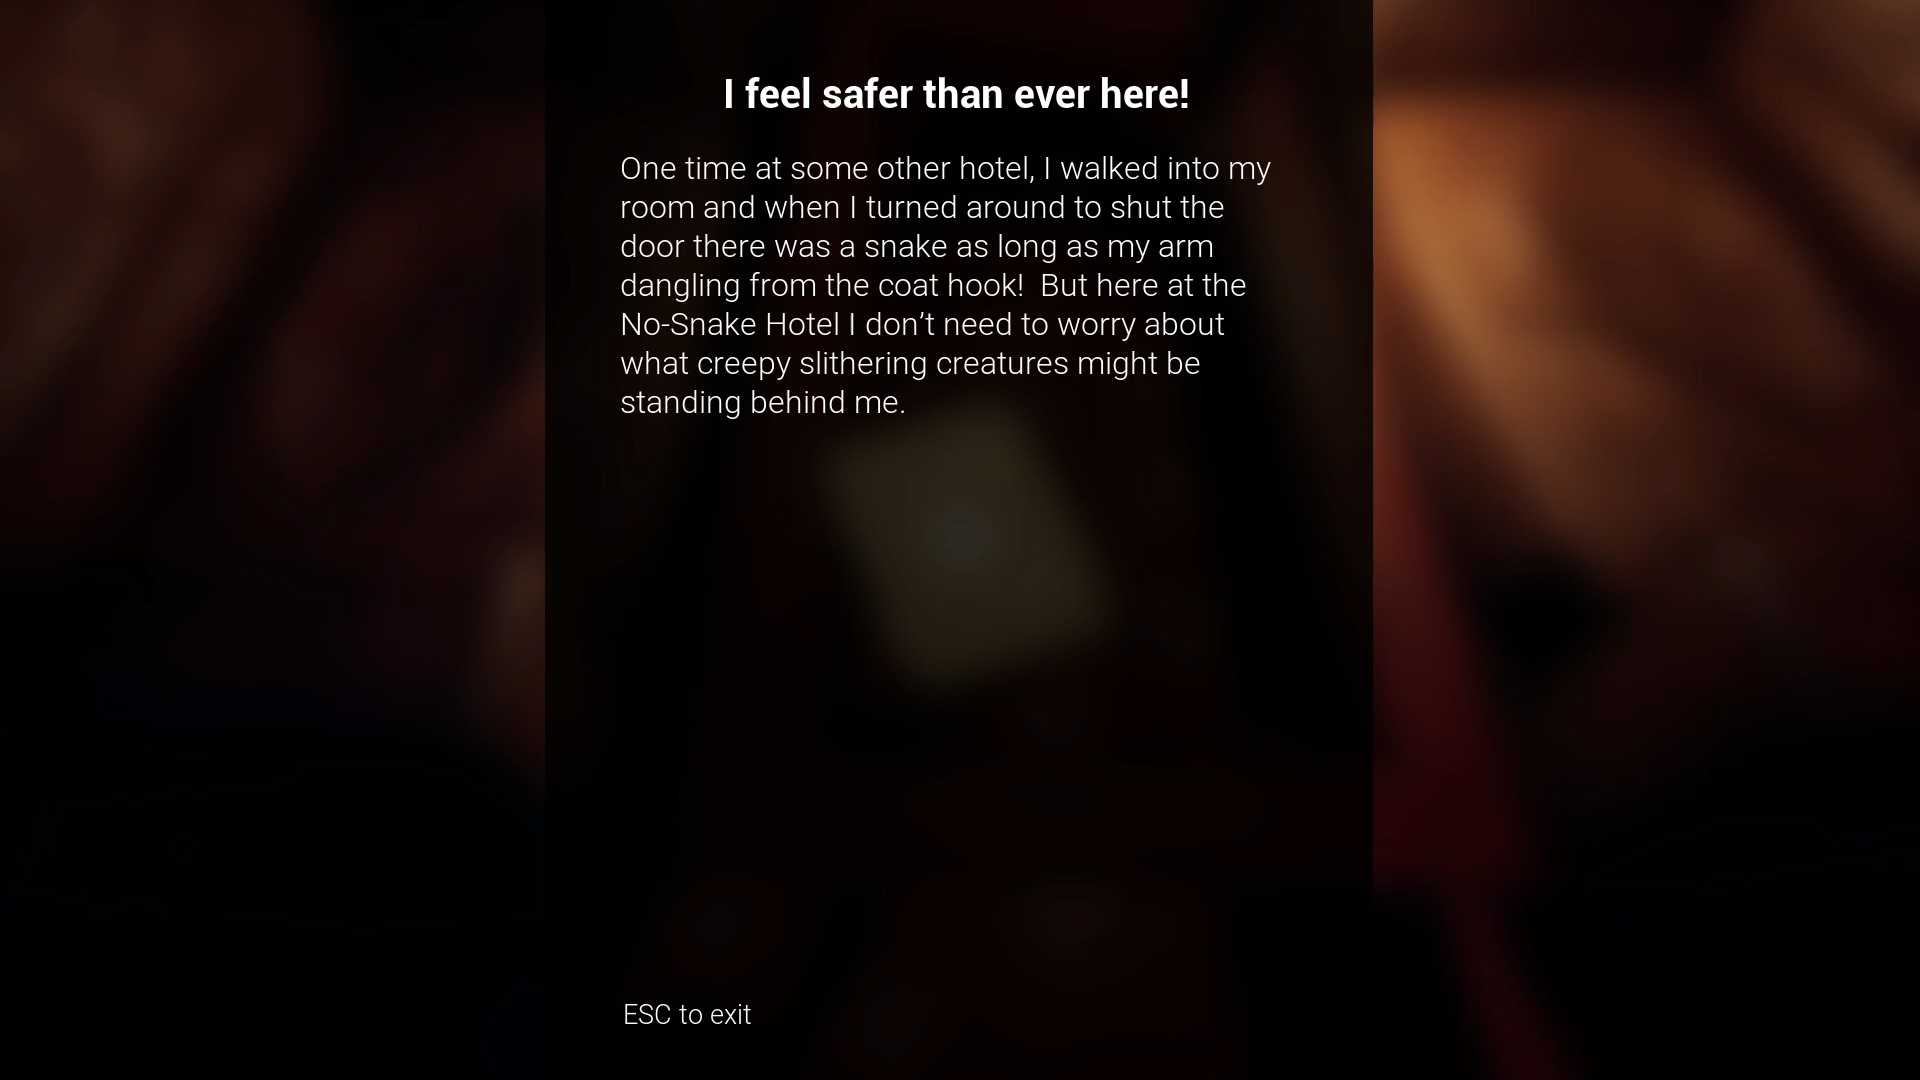 I feel safer than ever here!
One time at some other hotel, I walked into my
room and when I turned around to shut the
door there was a snake as long as my arm
dangling from the coat hook!  But here at the
No-Snake Hotel I don’t need to worry about
what creepy slithering creatures might be
standing behind me.
ESC to exit